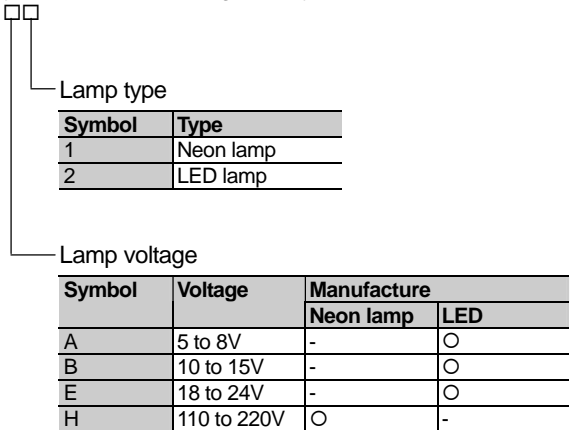 □□
Lamp type
Symbol Type
1 Neon lamp
2 LED lamp
Lamp voltage
Symbol Voltage Manufacture
Neon lamp LED
A 5 to 8V - ○
B 10 to 15V - ○
E 18 to 24V - ○
H 110 to 220V ○ -